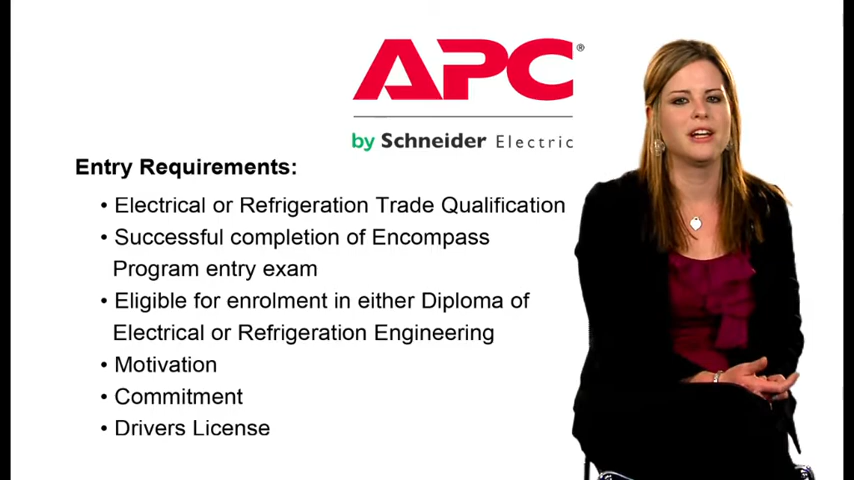 APC®
by Schneider Electric
Entry Requirements:
• Electrical or Refrigeration Trade Qualification
• Successful completion of Encompass
Program entry exam
• Eligible for enrolment in either Diploma of
Electrical or Refrigeration Engineering
• Motivation
• Commitment
• Drivers License